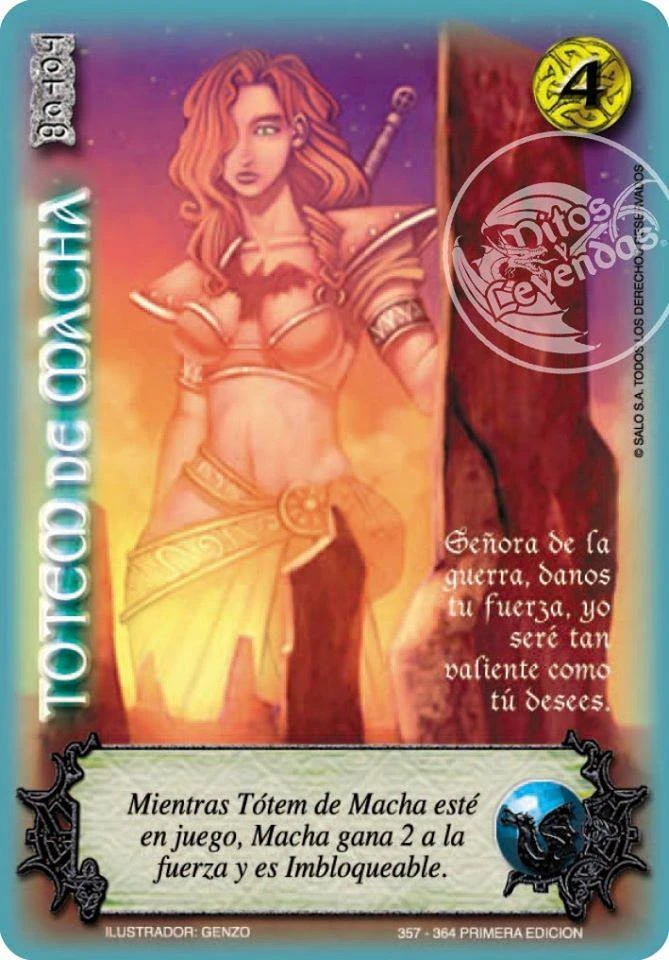 TOTEM
4
TOTEM DE MACHA
Mitos
Leyendas
© SALO S.A. TODOS LOS DERECHOS RESERVADOS
Señora de la
guerra, danos
tu fuerza, yo
seré tan
valiente como
tú desees.
Mientras Tótem de Macha esté
en juego, Macha gana 2 a la
fuerza y es Imbloqueable.
ILUSTRADOR: GENZO
357 - 364 PRIMERA EDICION